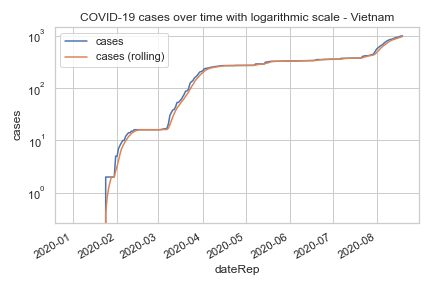 COVID-19 cases over time with logarithmic scale - Vietnam
cases
cases (rolling)
10³
10²
10¹
10⁰
cases
2020-01
2020-02
2020-03
2020-04
2020-05
2020-06
2020-07
2020-08
dateRep